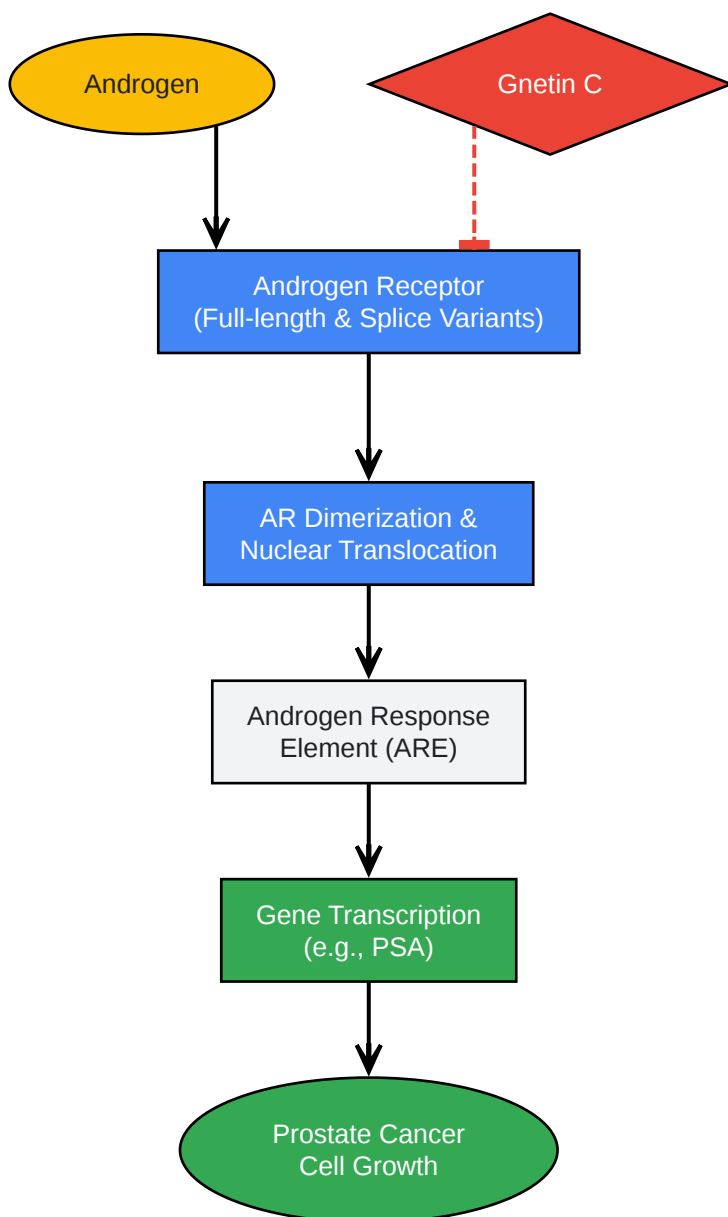 Androgen
Gnetin C
Androgen Receptor
(Full-length & Splice Variants)
AR Dimerization &
Nuclear Translocation
Androgen Response
Element (ARE)
Gene Transcription
(e.g., PSA)
Prostate Cancer
Cell Growth